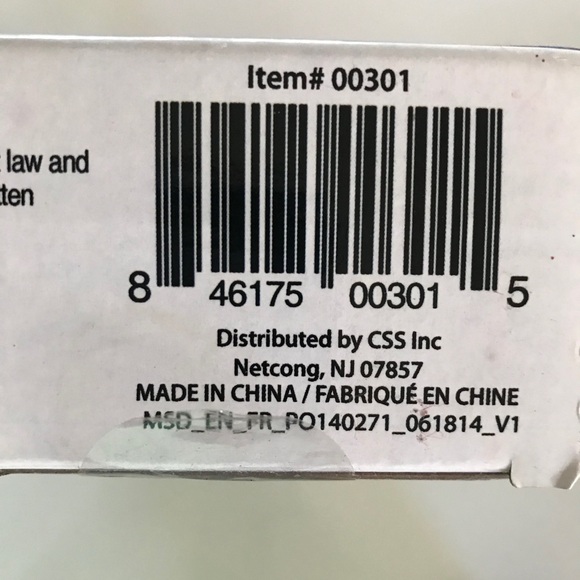 Item# 00301
law and
tten
8 46175 00301 5
Distributed by CSS Inc
Netcong, NJ 07857
MADE IN CHINA / FABRIQUÉ EN CHINE
MSD_EN_FR_PO140271_061814_V1